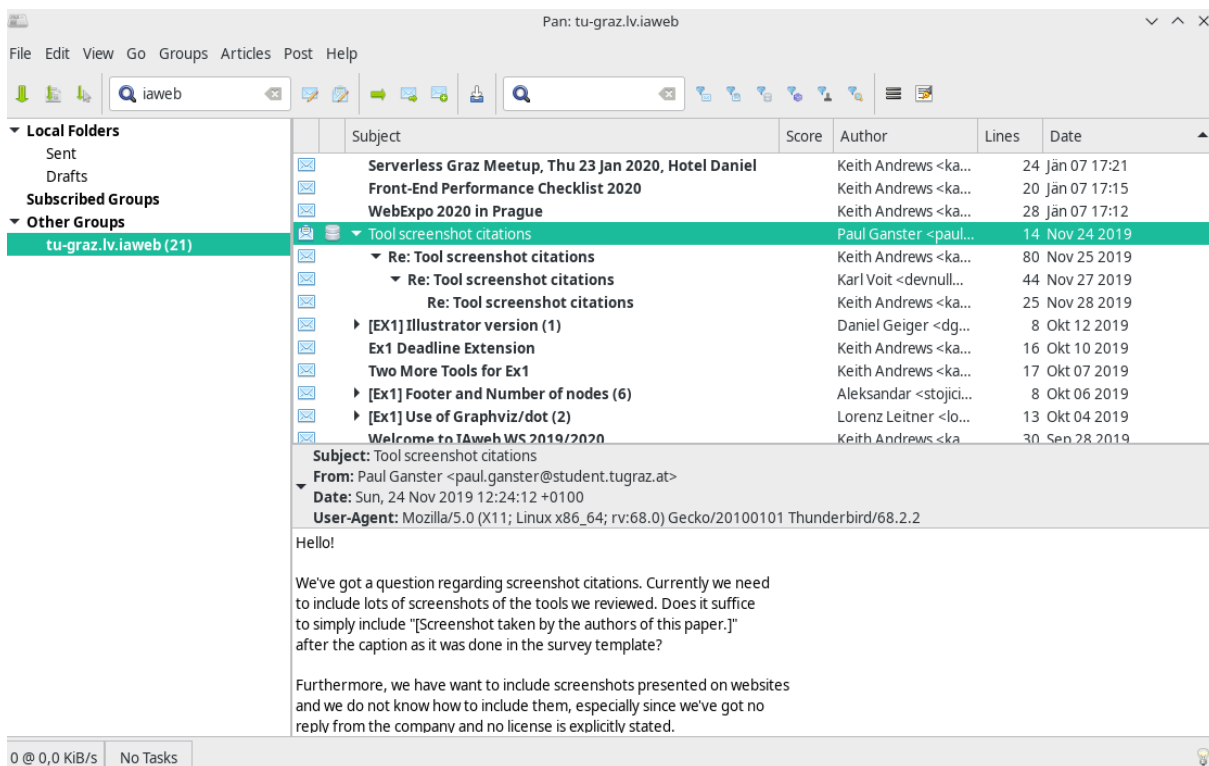 Pan: tu-graz.lv.iaweb
File Edit View Go Groups Articles Post Help
iaweb
Local Folders
Sent
Drafts
Subscribed Groups
Other Groups
tu-graz.lv.iaweb (21)
Subject Score Author Lines Date
Serverless Graz Meetup, Thu 23 Jan 2020, Hotel Daniel Keith Andrews <ka... 24 Jän 07 17:21
Front-End Performance Checklist 2020 Keith Andrews <ka... 20 Jän 07 17:15
WebExpo 2020 in Prague Keith Andrews <ka... 28 Jän 07 17:12
Tool screenshot citations Paul Ganster <paul... 14 Nov 24 2019
Re: Tool screenshot citations Keith Andrews <ka... 80 Nov 25 2019
Re: Tool screenshot citations Karl Voit <devnull... 44 Nov 27 2019
Re: Tool screenshot citations Keith Andrews <ka... 25 Nov 28 2019
[EX1] Illustrator version (1) Daniel Geiger <dg... 8 Okt 12 2019
Ex1 Deadline Extension Keith Andrews <ka... 16 Okt 10 2019
Two More Tools for Ex1 Keith Andrews <ka... 17 Okt 07 2019
[Ex1] Footer and Number of nodes (6) Aleksandar <stojici... 8 Okt 06 2019
[Ex1] Use of Graphviz/dot (2) Lorenz Leitner <lo... 13 Okt 04 2019
Welcome to IAweb WS 2019/2020 Keith Andrews <ka... 30 Sep 28 2019
Subject: Tool screenshot citations
From: Paul Ganster <paul.ganster@student.tugraz.at>
Date: Sun, 24 Nov 2019 12:24:12 +0100
User-Agent: Mozilla/5.0 (X11; Linux x86_64; rv:68.0) Gecko/20100101 Thunderbird/68.2.2
Hello!
We've got a question regarding screenshot citations. Currently we need
to include lots of screenshots of the tools we reviewed. Does it suffice
to simply include "[Screenshot taken by the authors of this paper.]"
after the caption as it was done in the survey template?
Furthermore, we have want to include screenshots presented on websites
and we do not know how to include them, especially since we've got no
reply from the company and no license is explicitly stated.
0 @ 0,0 KiB/s No Tasks